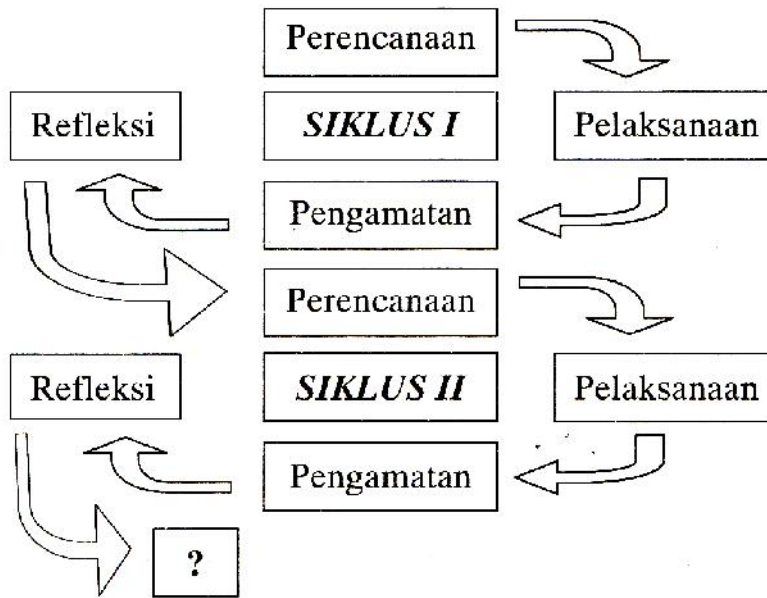 Perencanaan
Refleksi
SIKLUS I
Pelaksanaan
Pengamatan
Perencanaan
Refleksi
SIKLUS II
Pelaksanaan
Pengamatan
?